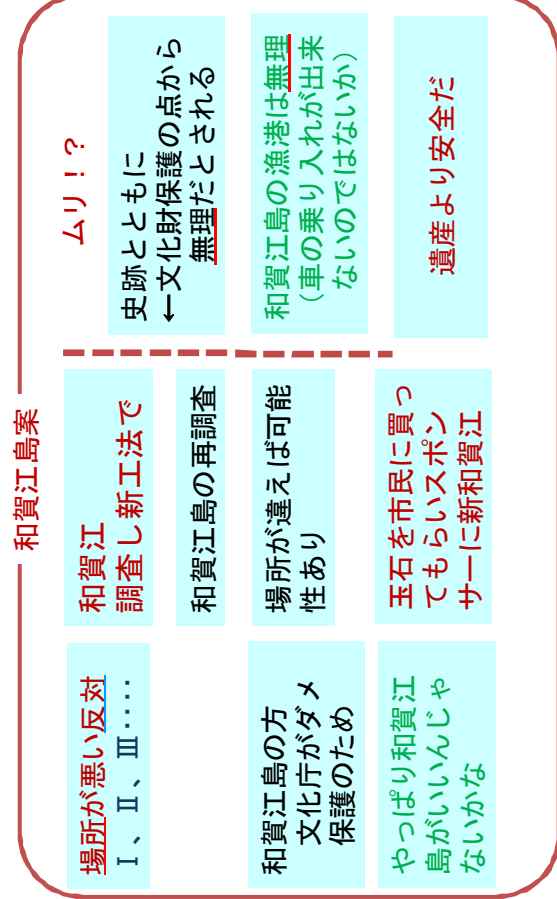 和賀江島案
場所が悪い反対
Ⅰ、Ⅱ、Ⅲ････
和賀江島の方
文化庁がダメ
保護のため
やっぱり和賀江
島がいいんじゃ
ないかな
和賀江
調査し新工法で
和賀江島の再調査
場所が違えば可能
性あり
玉石を市民に買っ
てもらいスポン
サーに新和賀江
ムリ！？
史跡とともに
←文化財保護の点から
無理だとされる
和賀江島の漁港は無理
（車の乗り入れが出来
ないのではないか）
遺産より安全だ